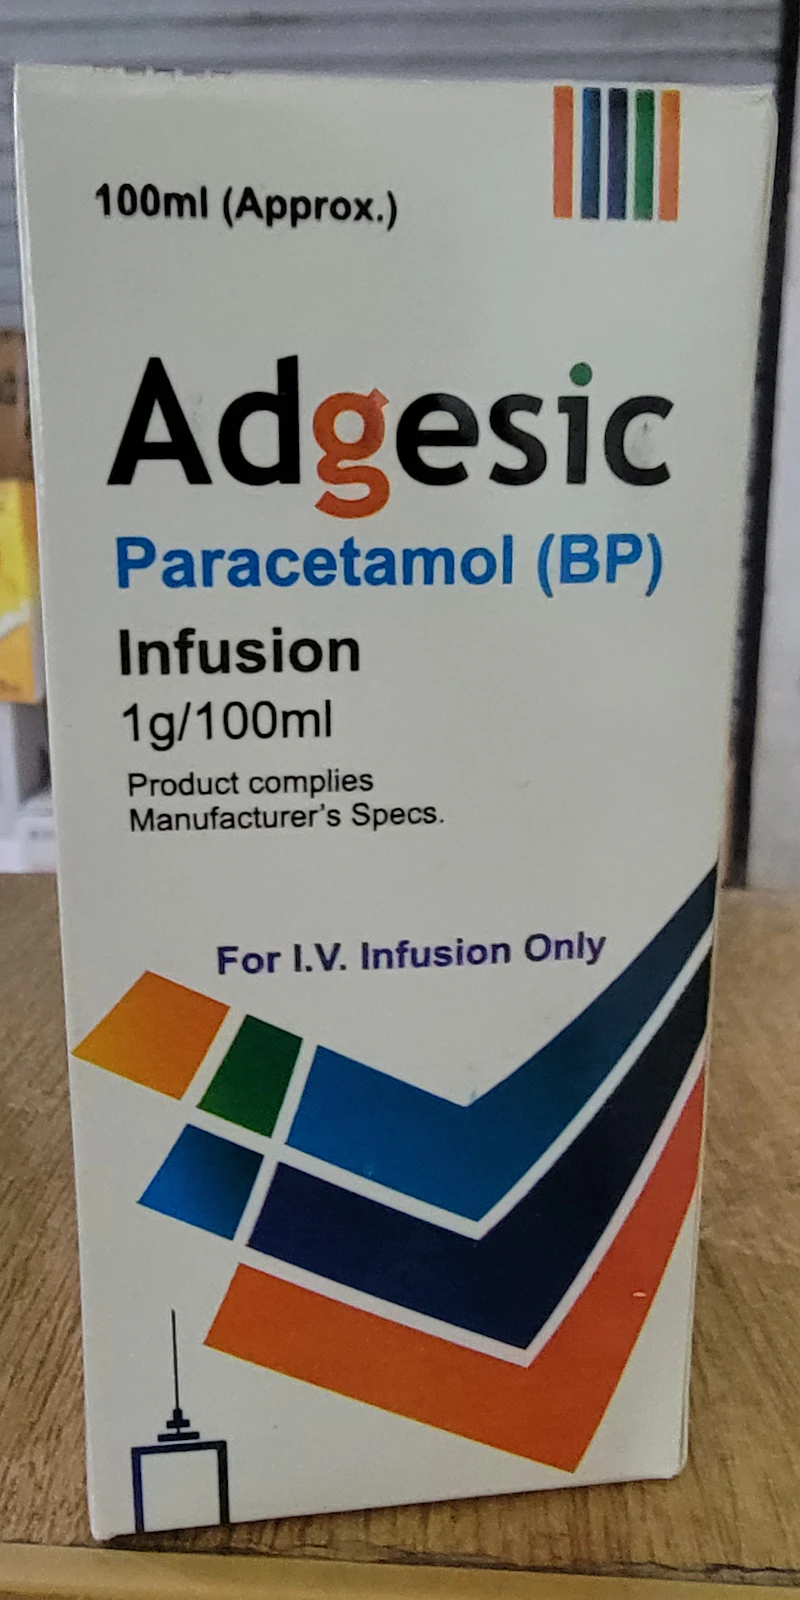 100ml (Approx.)
Adgesic
Paracetamol (BP)
Infusion
1g/100ml
Product complies
Manufacturer's Specs.
For I.V. Infusion Only